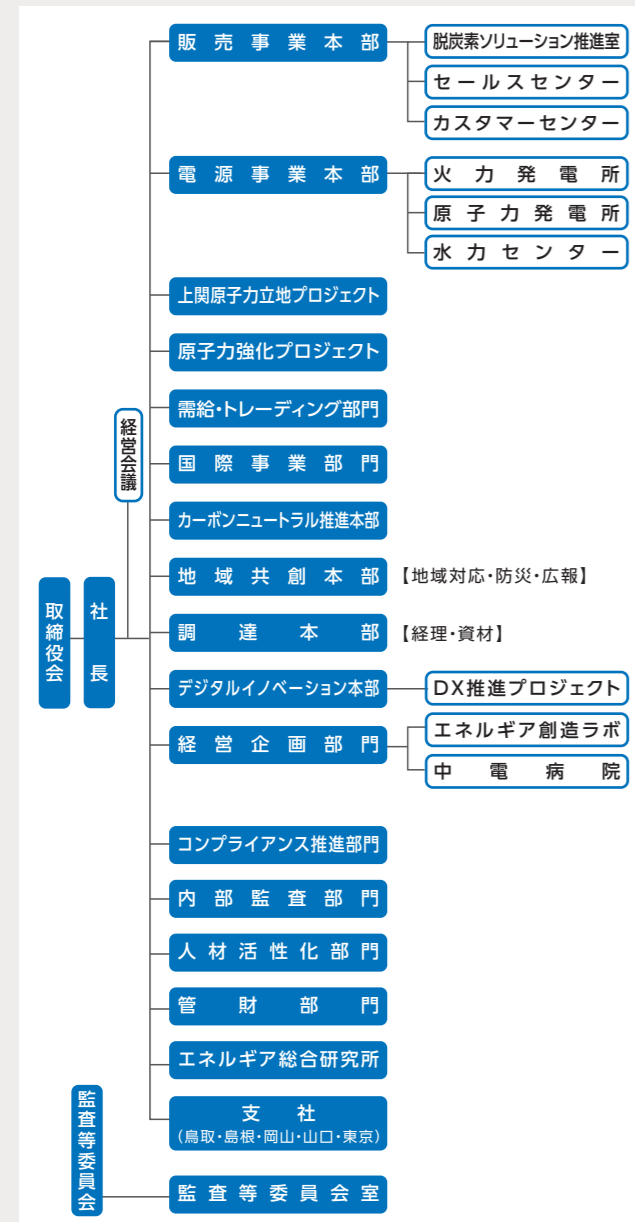 販売事業本部
脱炭素ソリューション推進室
セールスセンター
カスタマーセンター
電源事業本部
火力発電所
原子力発電所
水力センター
上関原子力立地プロジェクト
原子力強化プロジェクト
需給・トレーディング部門
経営会議
国際事業部門
カーボンニュートラル推進本部
地域共創本部 【地域対応・防災・広報】
取締役会
社長
調達本部 【経理・資材】
デジタルイノベーション本部
DX推進プロジェクト
経営企画部門
エネルギア創造ラボ
中電病院
コンプライアンス推進部門
内部監査部門
人材活性化部門
管財部門
エネルギア総合研究所
支社
（鳥取・島根・岡山・山口・東京）
監査等委員会
監査等委員会室